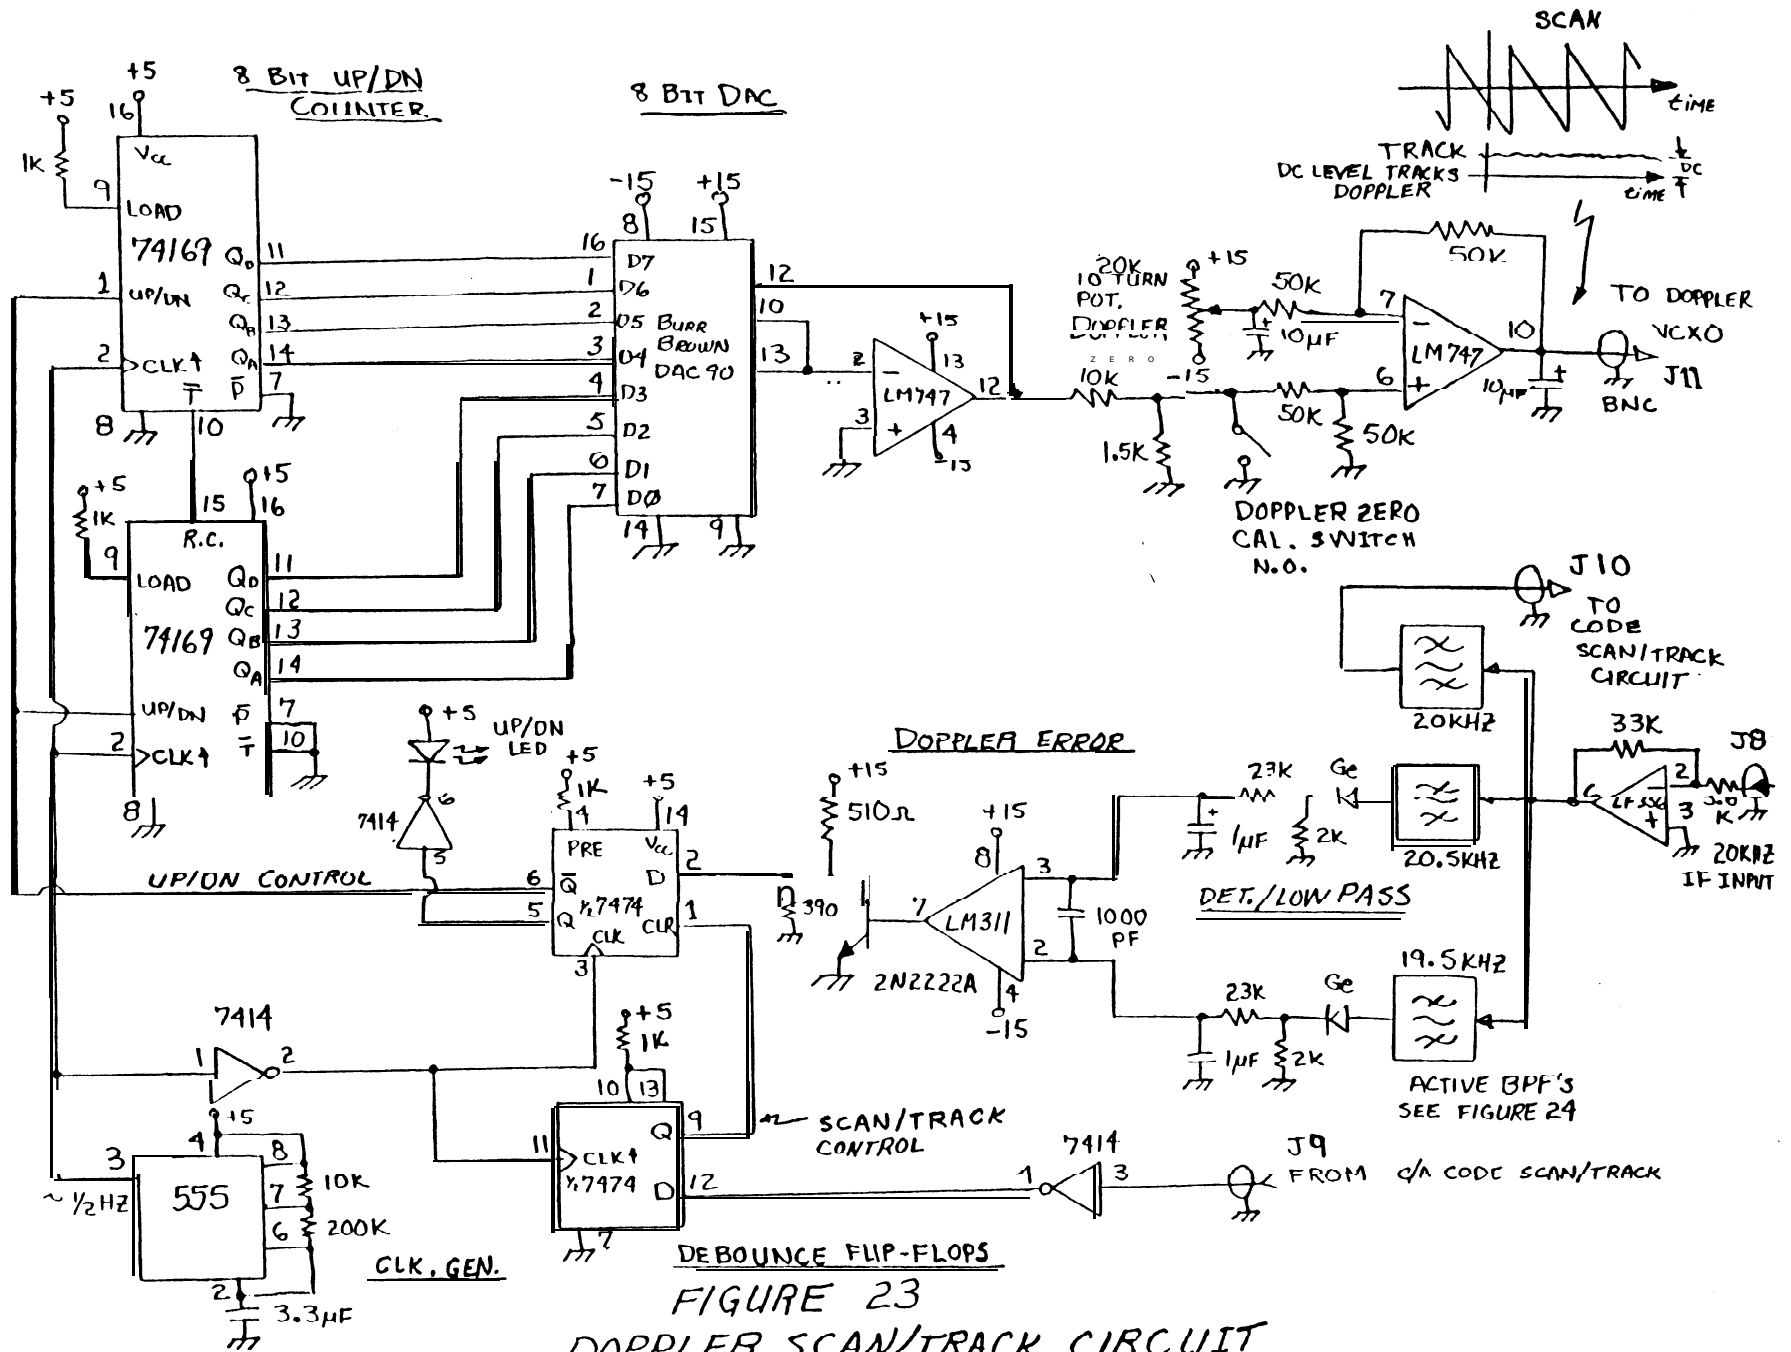 SCAN
time
TRACK
DC LEVEL TRACKS
DOPPLER
time
DC
8 BIT UP/DN
COUNTER
8 BIT DAC
+5
+5
16
1K
9
Vcc
LOAD
74169
1
UP/DN
2
CLK↑
T̅
P̅
QD
11
QC
12
QB
13
QA
14
7
8
10
+5
1K
9
15
+5
16
R.C.
LOAD
74169
QD
11
QC
12
QB
13
QA
14
UP/DN
P̅
7
T̅
10
2
CLK↑
8
-15
+15
8
15
16
D7
1
D6
2
D5
3
D4
4
D3
5
D2
6
D1
7
D0
BURR
BROWN
DAC 90
12
10
13
14
9
2
3
-
+
LM747
+15
13
12
4
-15
20K
10 TURN
POT.
DOPPLER
ZERO
+15
-15
50K
10µF
10K
1.5K
50K
50K
50K
7
6
-
+
LM747
10
10µF
+
TO DOPPLER
VCXO
J11
BNC
DOPPLER ZERO
CAL. SWITCH
N.O.
J10
TO
CODE
SCAN/TRACK
CIRCUIT
20KHZ
33K
J8
2
3
6
+
20KHZ
IF INPUT
DOPPLER ERROR
+15
510Ω
390
2N2222A
LM311
+15
8
3
7
2
4
-15
1000
PF
23K
Ge
+
1µF
2K
20.5KHZ
DET./LOW PASS
19.5KHZ
23K
Ge
1µF
2K
ACTIVE BPF'S
SEE FIGURE 24
+5
UP/DN
LED
7414
6
5
+5
1K
4
+5
14
PRE
Vcc
D
2
6
Q̅
5
Q
½7474
CLK
CLR
1
3
UP/DN CONTROL
7414
1
2
+5
1K
10
13
Q
9
11
CLK↑
½7474
D
12
7
SCAN/TRACK
CONTROL
7414
1
3
J9
FROM C/A CODE SCAN/TRACK
+5
4
3
~ 1/2 HZ
555
8
7
6
10K
200K
2
3.3µF
CLK. GEN.
DEBOUNCE FLIP-FLOPS
FIGURE 23
DOPPLER SCAN/TRACK CIRCUIT